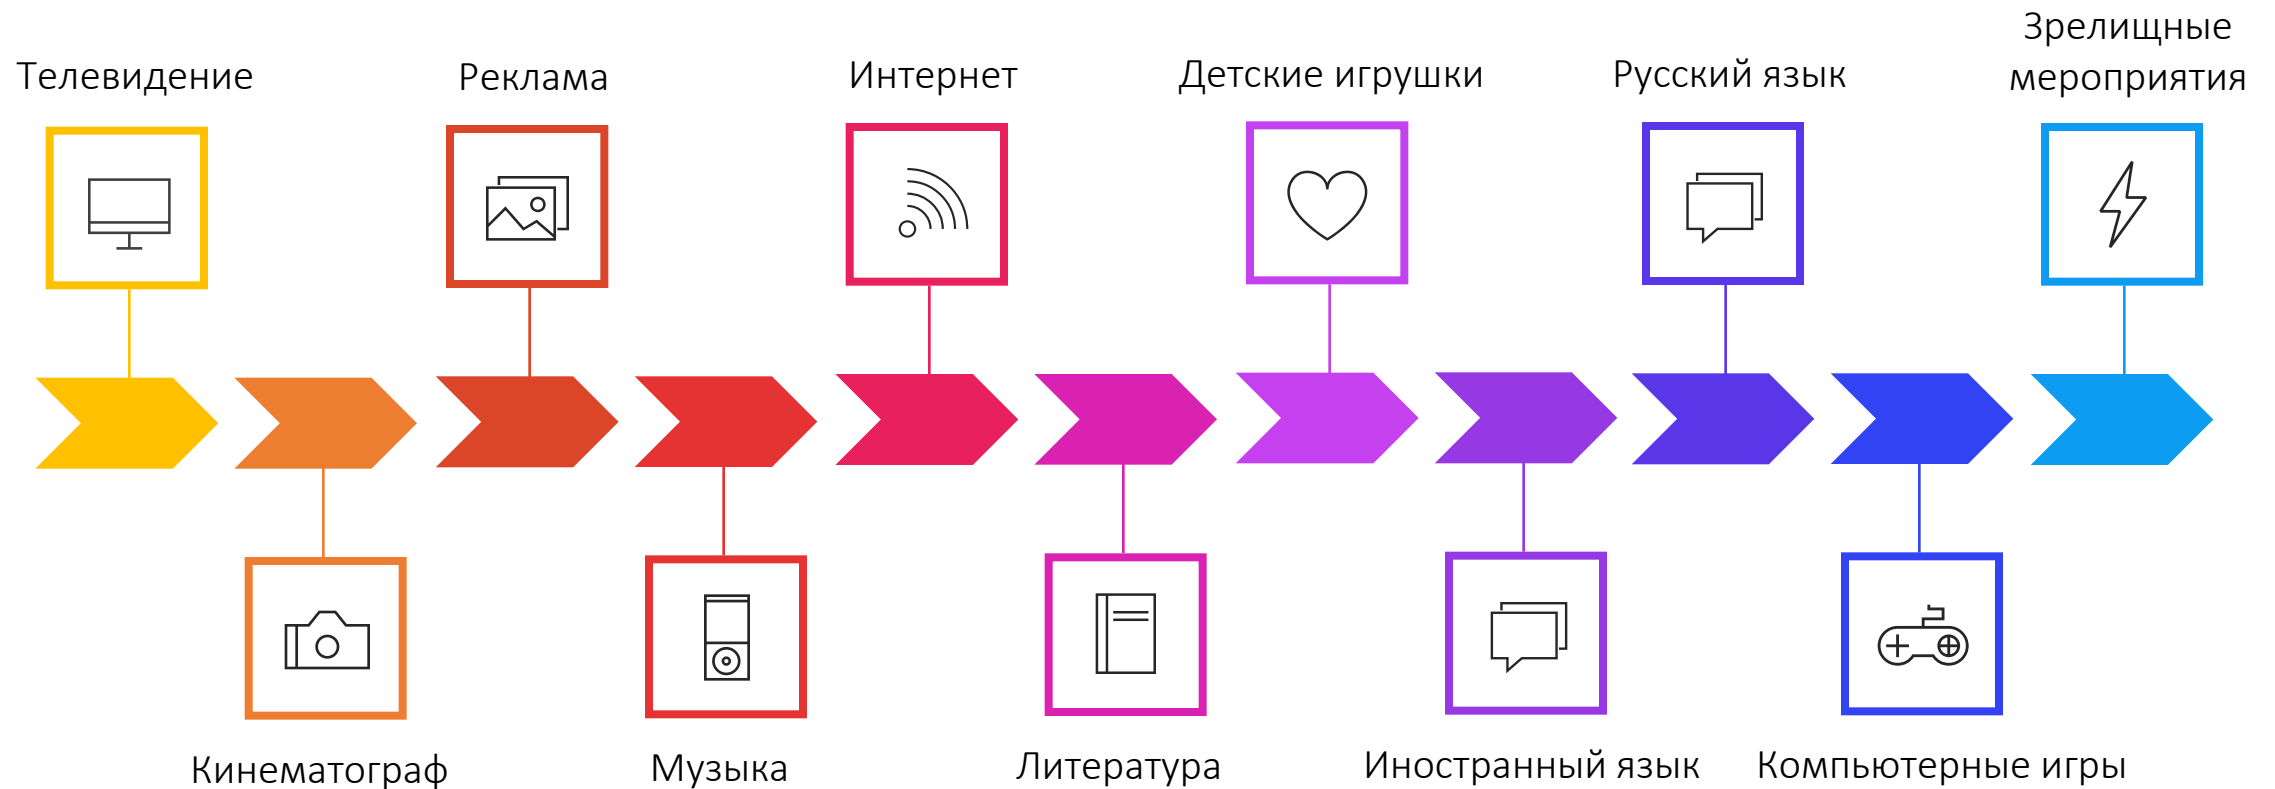 Зрелищные
мероприятия
Телевидение
Реклама
Интернет
Детские игрушки
Русский язык
Кинематограф
Музыка
Литература
Иностранный язык
Компьютерные игры